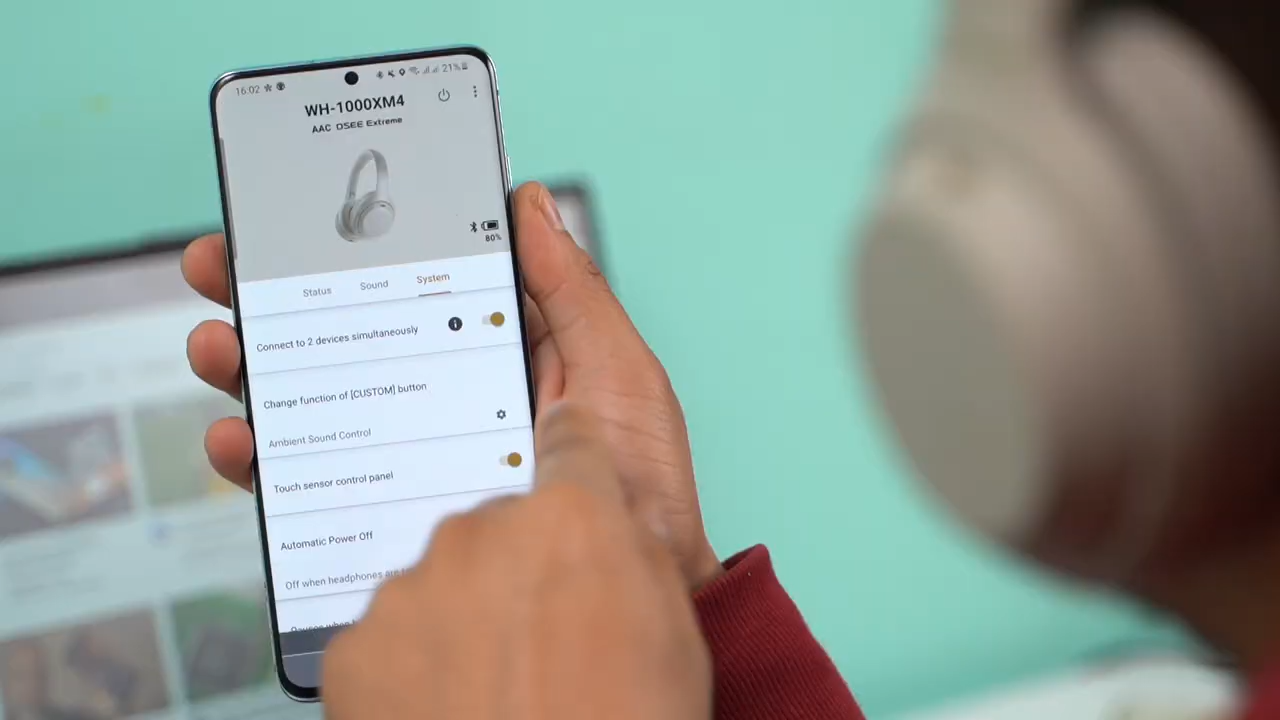 16:02
21%
WH-1000XM4
AAC DSEE Extreme
80%
Status Sound System
Connect to 2 devices simultaneously
Change function of [CUSTOM] button
Ambient Sound Control
Touch sensor control panel
Automatic Power Off
Off when headphones are